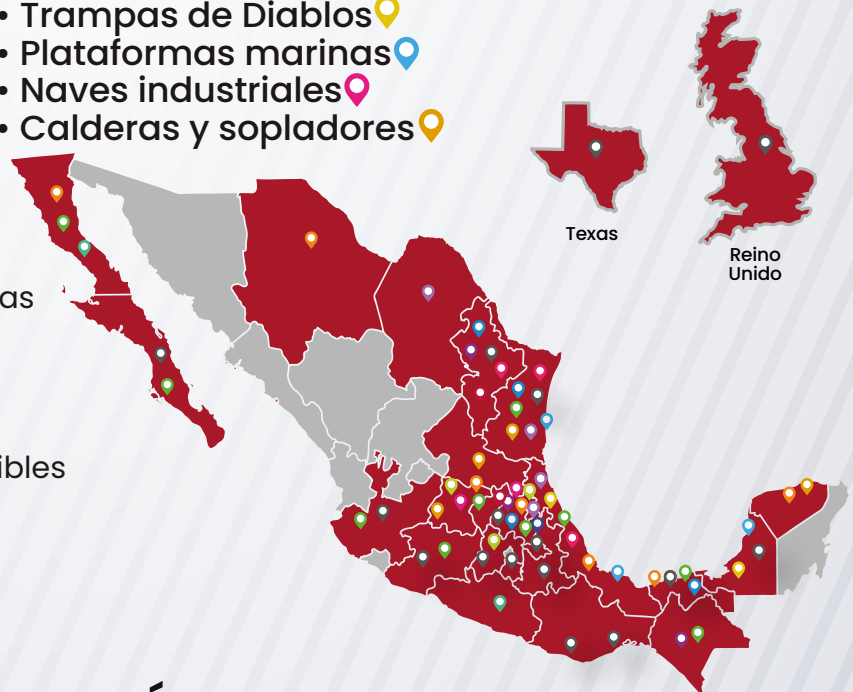 • Trampas de Diablos
• Plataformas marinas
• Naves industriales
• Calderas y sopladores
Texas
Reino
Unido
as
ibles